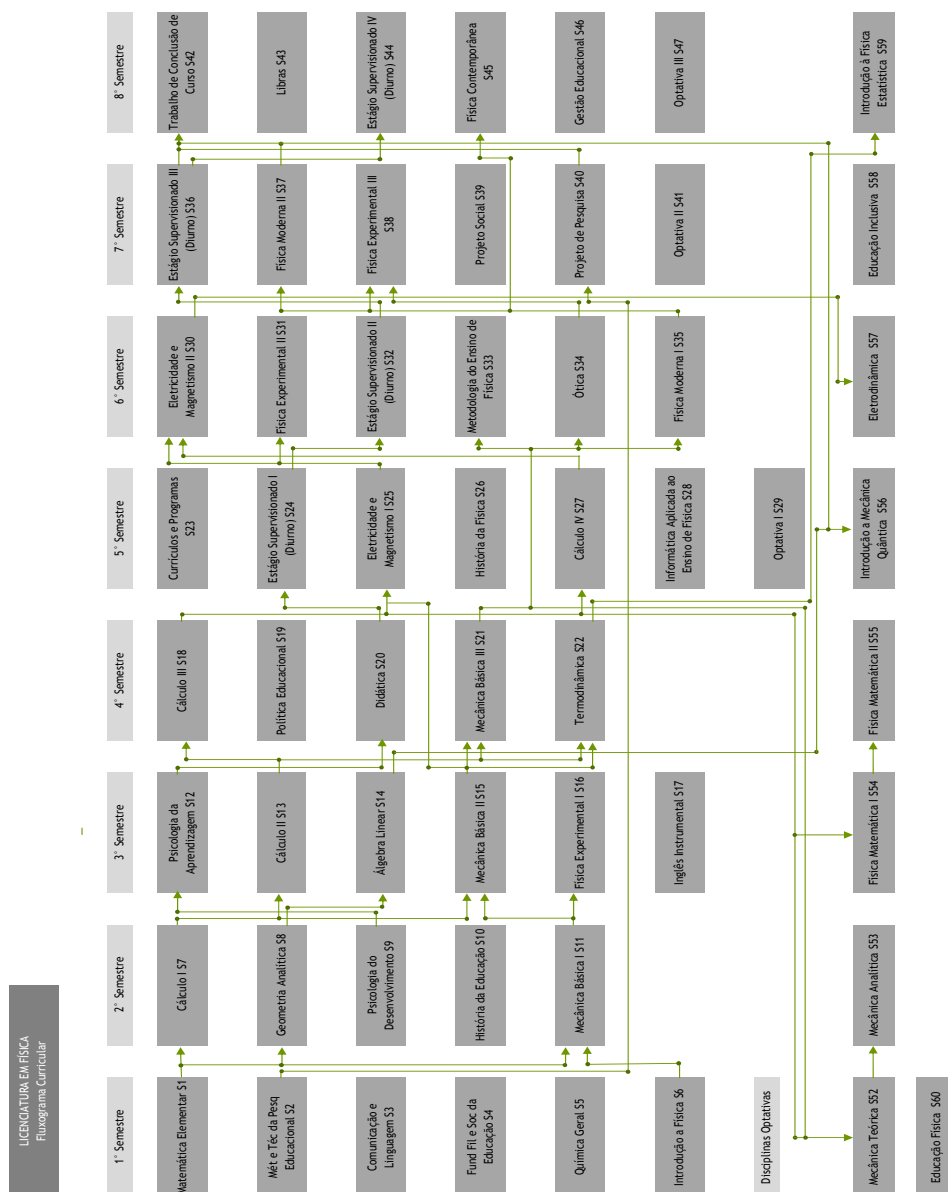 LICENCIATURA EM FÍSICA
Fluxograma Curricular
1° Semestre
Matemática Elementar S1
Mét e Téc da Pesq
Educacional S2
Comunicação e
Linguagem S3
Fund Fil e Soc da
Educação S4
Química Geral S5
Introdução a Física S6
2° Semestre
Cálculo I S7
Geometria Analítica S8
Psicologia do
Desenvolvimento S9
História da Educação S10
Mecânica Básica I S11
3° Semestre
Psicologia da
Aprendizagem S12
Cálculo II S13
Álgebra Linear S14
Mecânica Básica II S15
Física Experimental I S16
Inglês Instrumental S17
4° Semestre
Cálculo III S18
Política Educacional S19
Didática S20
Mecânica Básica III S21
Termodinâmica S22
5° Semestre
Currículos e Programas
S23
Estágio Supervisionado I
(Diurno) S24
Eletricidade e
Magnetismo I S25
História da Física S26
Cálculo IV S27
Informática Aplicada ao
Ensino de Física S28
Optativa I S29
6° Semestre
Eletricidade e
Magnetismo II S30
Física Experimental II S31
Estágio Supervisionado II
(Diurno) S32
Metodologia do Ensino de
Física S33
Ótica S34
Física Moderna I S35
7° Semestre
Estágio Supervisionado III
(Diurno) S36
Física Moderna II S37
Física Experimental III
S38
Projeto Social S39
Projeto de Pesquisa S40
Optativa II S41
8° Semestre
Trabalho de Conclusão de
Curso S42
Libras S43
Estágio Supervisionado IV
(Diurno) S44
Física Contemporânea
S45
Gestão Educacional S46
Optativa III S47
Disciplinas Optativas
Mecânica Teórica S52
Mecânica Analítica S53
Física Matemática I S54
Física Matemática II S55
Introdução a Mecânica
Quântica S56
Eletrodinâmica S57
Educação Inclusiva S58
Introdução à Física
Estatística S59
Educação Física S60